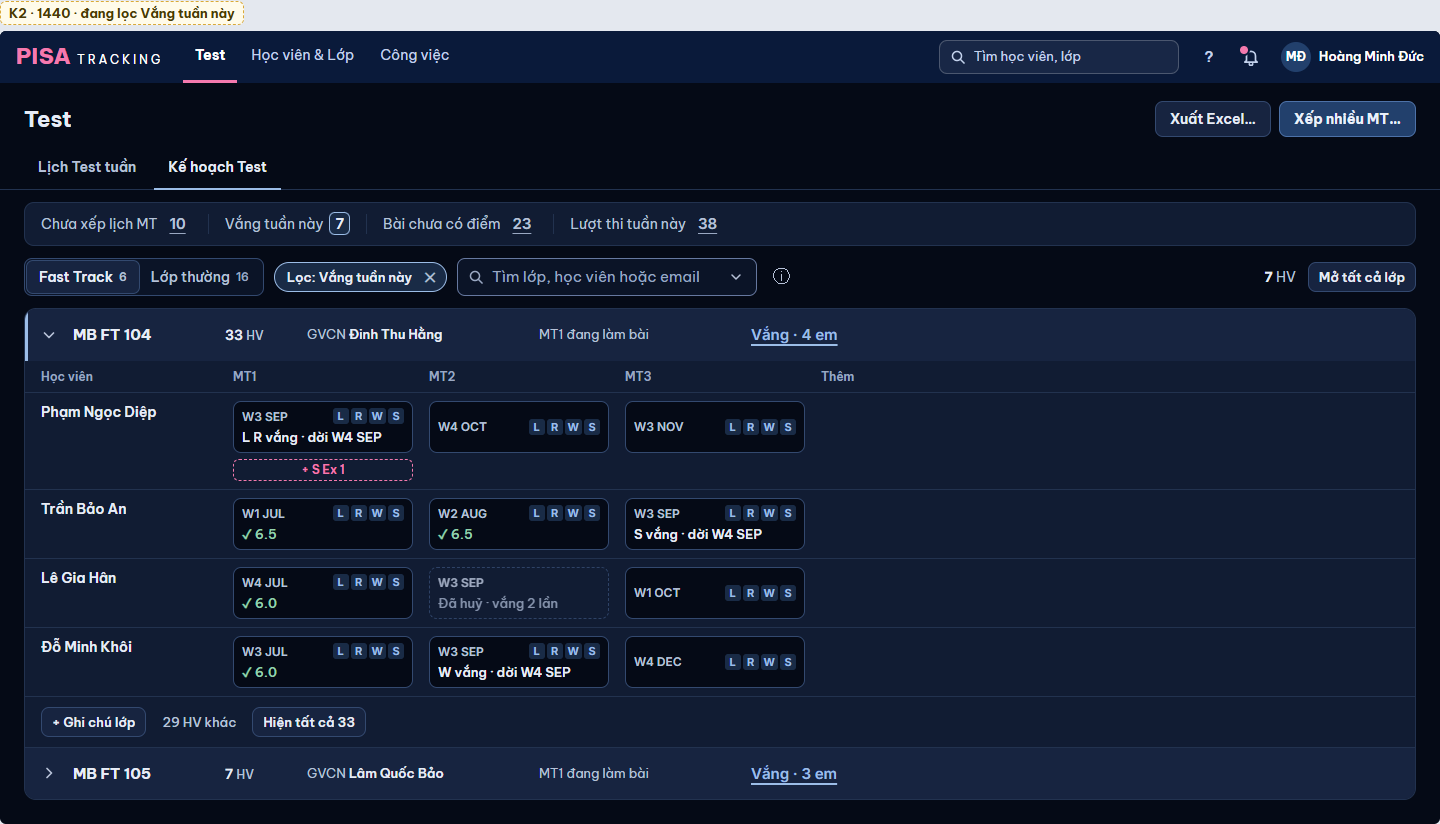 K2 · 1440 · đang lọc Vắng tuần này
PISA TRACKING Test Học viên & Lớp Công việc Tìm học viên, lớp ? MĐ Hoàng Minh Đức
Test Xuất Excel... Xếp nhiều MT...
Lịch Test tuần Kế hoạch Test
Chưa xếp lịch MT 10 Vắng tuần này 7 Bài chưa có điểm 23 Lượt thi tuần này 38
Fast Track 6 Lớp thường 16 Lọc: Vắng tuần này Tìm lớp, học viên hoặc email 7 HV Mở tất cả lớp
MB FT 104 33 HV GVCN Đinh Thu Hằng MT1 đang làm bài Vắng · 4 em
Học viên MT1 MT2 MT3 Thêm
Phạm Ngọc Diệp W3 SEP L R W S W4 OCT L R W S W3 NOV L R W S
L R vắng · dời W4 SEP
+ S Ex 1
Trần Bảo An W1 JUL L R W S W2 AUG L R W S W3 SEP L R W S
✓ 6.5 ✓ 6.5 S vắng · dời W4 SEP
Lê Gia Hân W4 JUL L R W S W3 SEP W1 OCT L R W S
✓ 6.0 Đã huỷ · vắng 2 lần
Đỗ Minh Khôi W3 JUL L R W S W3 SEP L R W S W4 DEC L R W S
✓ 6.0 W vắng · dời W4 SEP
+ Ghi chú lớp 29 HV khác Hiện tất cả 33
MB FT 105 7 HV GVCN Lâm Quốc Bảo MT1 đang làm bài Vắng · 3 em